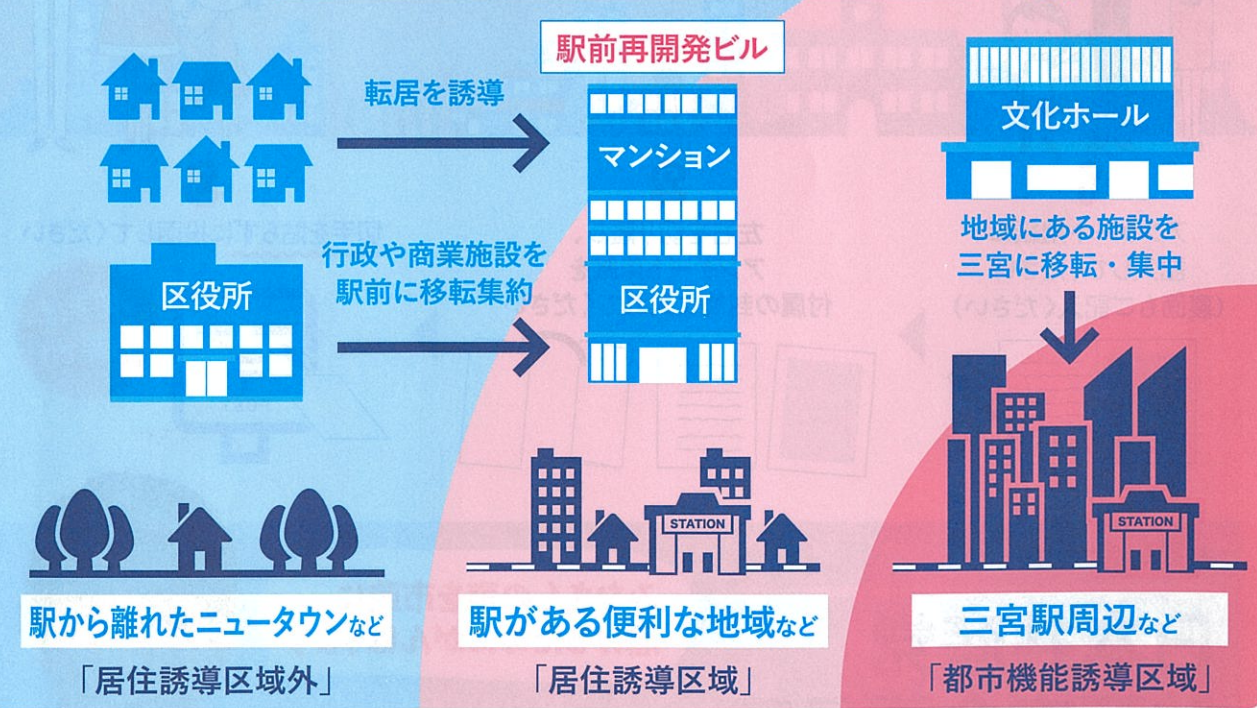 駅前再開発ビル
転居を誘導
マンション
文化ホール
行政や商業施設を
駅前に移転集約
区役所
区役所
地域にある施設を
三宮に移転・集中
STATION
STATION
駅から離れたニュータウンなど
「居住誘導区域外」
駅がある便利な地域など
「居住誘導区域」
三宮駅周辺など
「都市機能誘導区域」